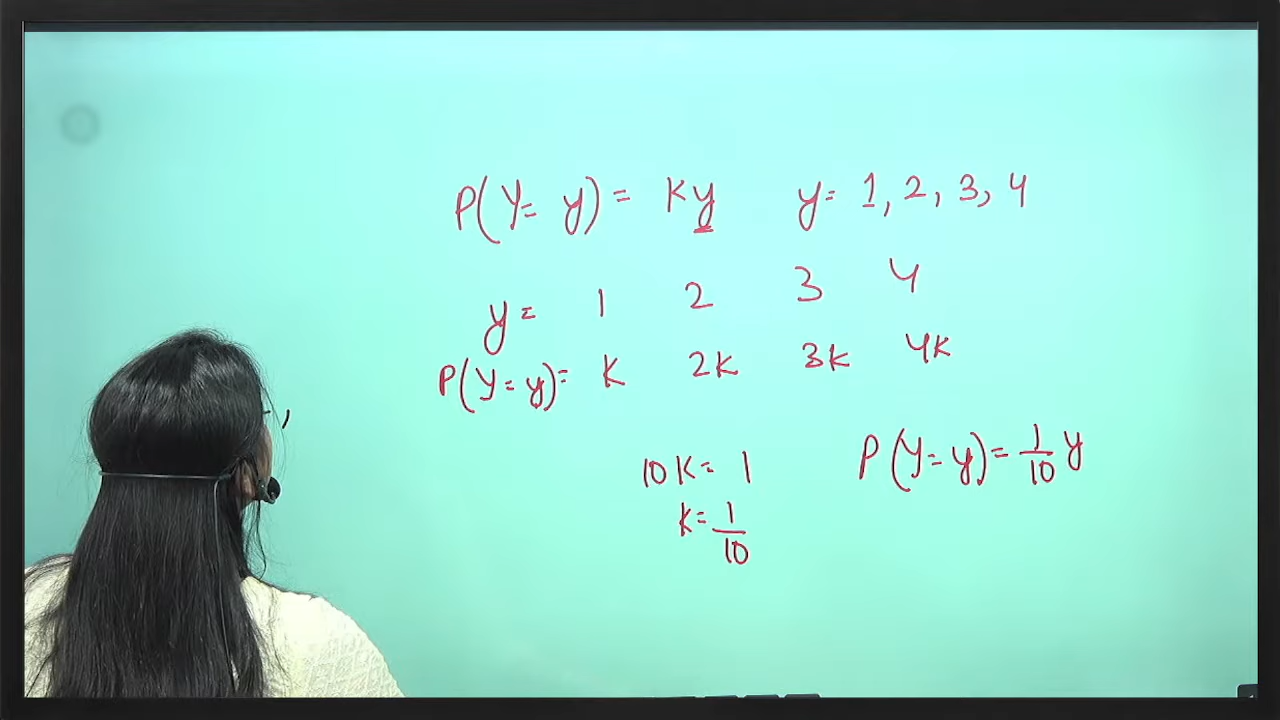 P(Y= y) = Ky y= 1, 2, 3, 4
y = 1 2 3 4
P(Y= y)= K 2K 3K 4K
10K= 1 P(Y= y)= 1/10 y
K= 1/10